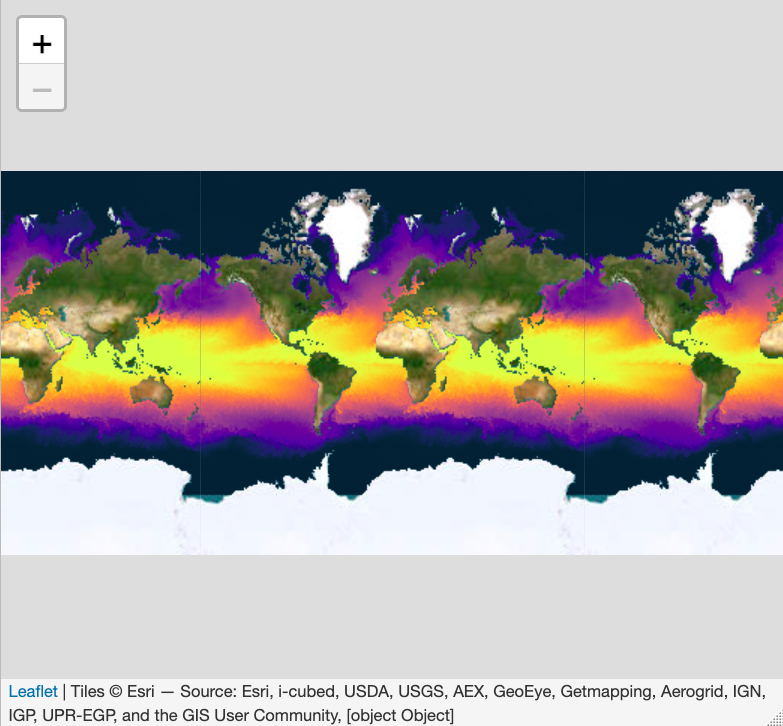 +
−
Leaflet | Tiles © Esri — Source: Esri, i-cubed, USDA, USGS, AEX, GeoEye, Getmapping, Aerogrid, IGN,
IGP, UPR-EGP, and the GIS User Community, [object Object]